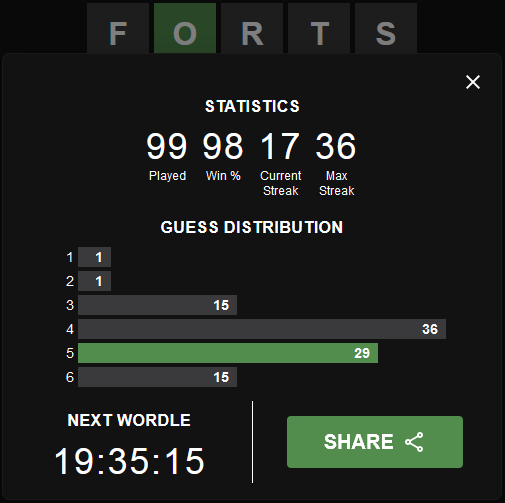 F O R T S
STATISTICS
99 98 17 36
Played Win % Current Streak Max Streak
GUESS DISTRIBUTION
1 1
2 1
3 15
4 36
5 29
6 15
NEXT WORDLE
19:35:15
SHARE